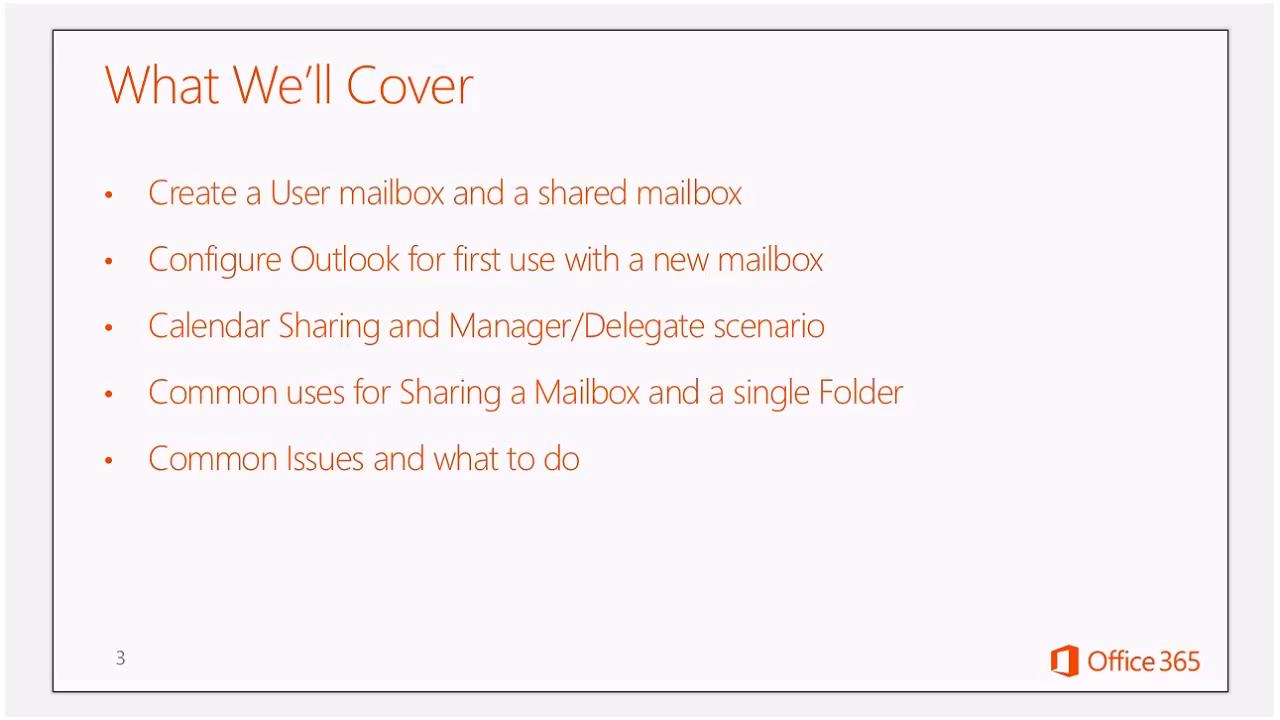 What We'll Cover
• Create a User mailbox and a shared mailbox
• Configure Outlook for first use with a new mailbox
• Calendar Sharing and Manager/Delegate scenario
• Common uses for Sharing a Mailbox and a single Folder
• Common Issues and what to do
3
Office 365